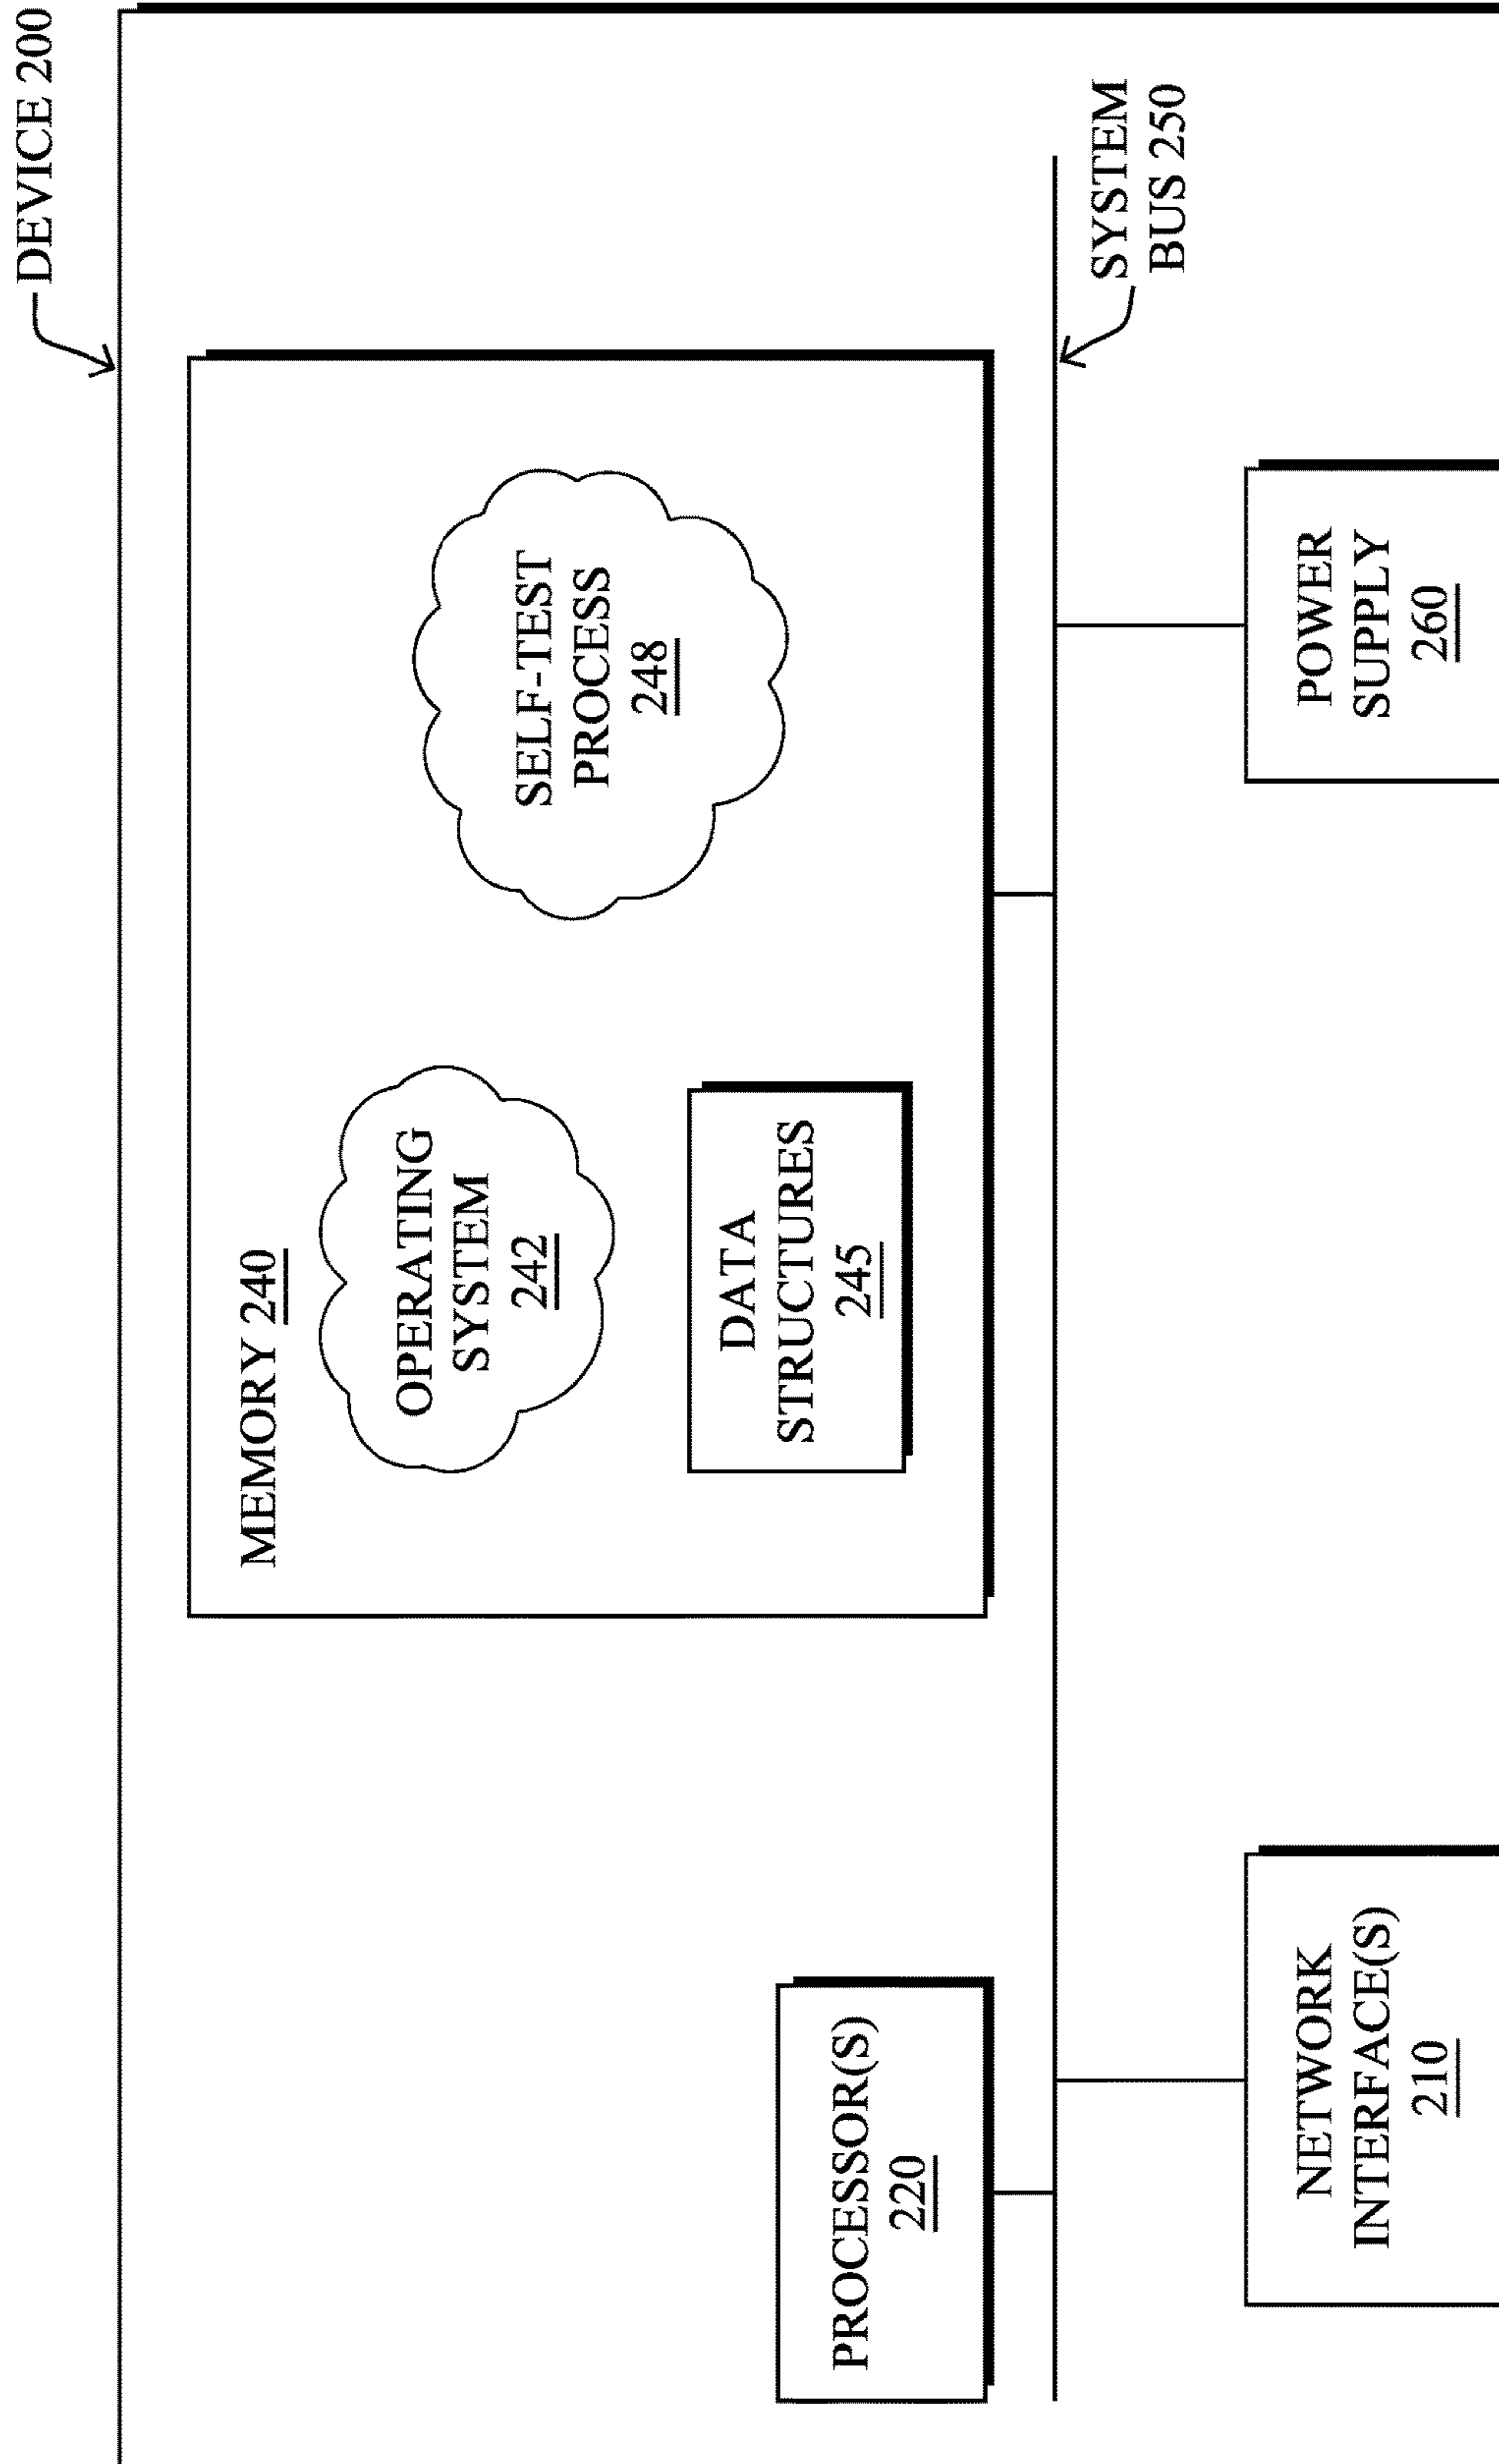 DEVICE 200
MEMORY 240
OPERATING
SYSTEM
242
SELF-TEST
PROCESS
248
DATA
STRUCTURES
245
PROCESSOR(S)
220
SYSTEM
BUS 250
NETWORK
INTERFACE(S)
210
POWER
SUPPLY
260